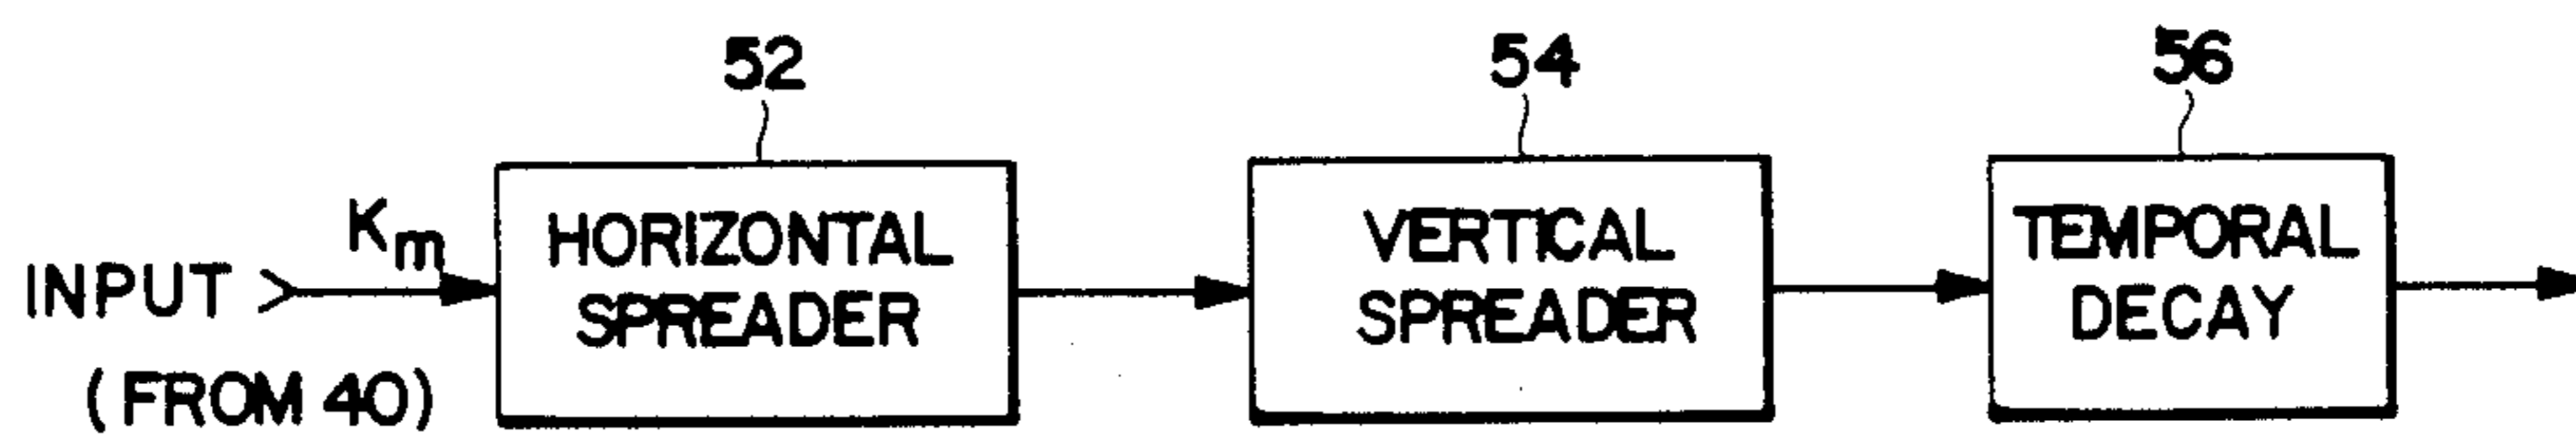 52
54
56
Km
INPUT
(FROM 40)
HORIZONTAL
SPREADER
VERTICAL
SPREADER
TEMPORAL
DECAY